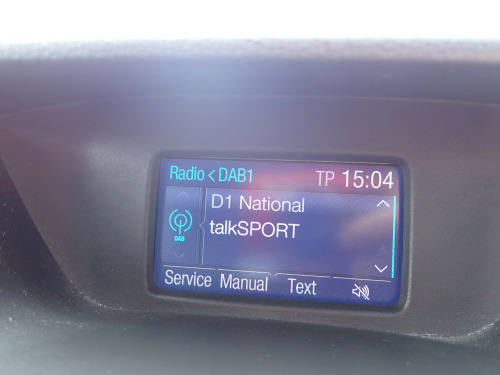 Radio < DAB1 TP 15:04
D1 National
DAB
talkSPORT
Service Manual Text